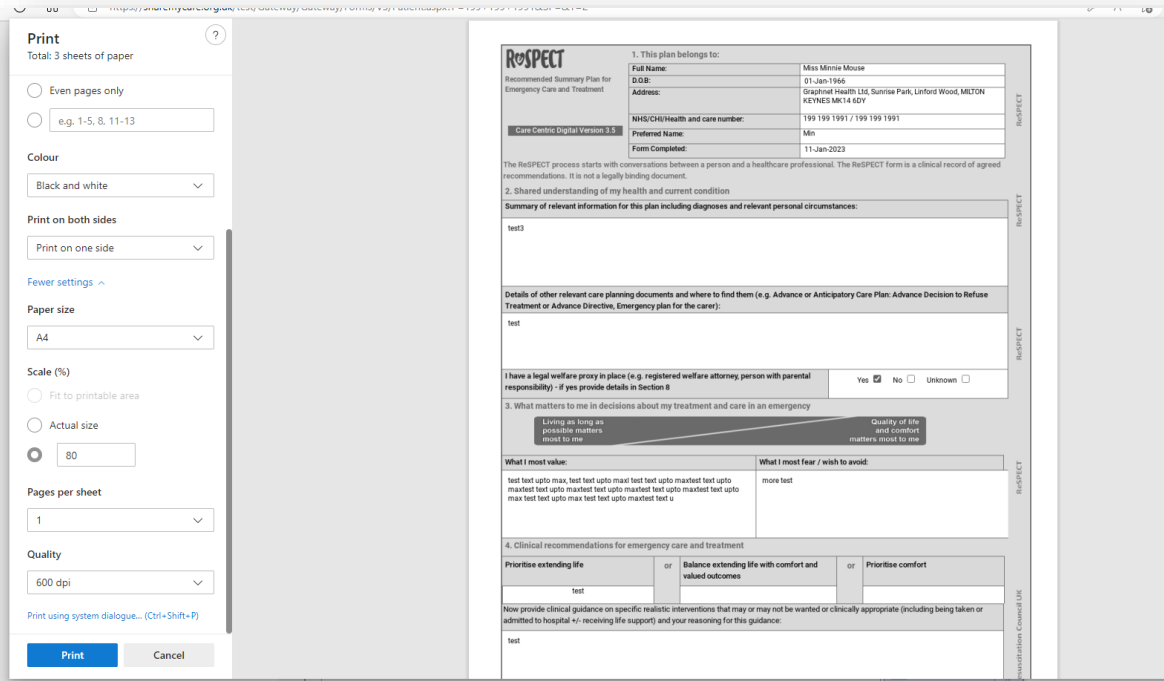 Print
Total: 3 sheets of paper
?
Even pages only
e.g. 1-5, 8, 11-13
Colour
Black and white
Print on both sides
Print on one side
Fewer settings
Paper size
A4
Scale (%)
Fit to printable area
Actual size
80
Pages per sheet
1
Quality
600 dpi
Print using system dialogue... (Ctrl+Shift+P)
Print
Cancel
ReSPECT
Recommended Summary Plan for
Emergency Care and Treatment
Care Centric Digital Version 3.5
1. This plan belongs to:
Full Name: Miss Minnie Mouse
D.O.B: 01-Jan-1966
Address: Graphnet Health Ltd, Sunrise Park, Linford Wood, MILTON
KEYNES MK14 6DY
NHS/CHI/Health and care number: 199 199 1991 / 199 199 1991
Preferred Name: Min
Form Completed: 11-Jan-2023
ReSPECT
The ReSPECT process starts with conversations between a person and a healthcare professional. The ReSPECT form is a clinical record of agreed
recommendations. It is not a legally binding document.
2. Shared understanding of my health and current condition
Summary of relevant information for this plan including diagnoses and relevant personal circumstances:
ReSPECT
test3
Details of other relevant care planning documents and where to find them (e.g. Advance or Anticipatory Care Plan: Advance Decision to Refuse
Treatment or Advance Directive, Emergency plan for the carer):
test
ReSPECT
I have a legal welfare proxy in place (e.g. registered welfare attorney, person with parental
responsibility) - if yes provide details in Section 8
Yes No Unknown
3. What matters to me in decisions about my treatment and care in an emergency
Living as long as
possible matters
most to me
Quality of life
and comfort
matters most to me
What I most value:
What I most fear / wish to avoid:
ReSPECT
test text upto max, test text upto maxl test text upto maxtest text upto
maxtest text upto maxtest text upto maxtest text upto maxtest text upto
max test text upto max test text upto maxtest text u
more test
4. Clinical recommendations for emergency care and treatment
Prioritise extending life
or
Balance extending life with comfort and
valued outcomes
or
Prioritise comfort
test
Now provide clinical guidance on specific realistic interventions that may or may not be wanted or clinically appropriate (including being taken or
admitted to hospital +/- receiving life support) and your reasoning for this guidance:
test
Council UK